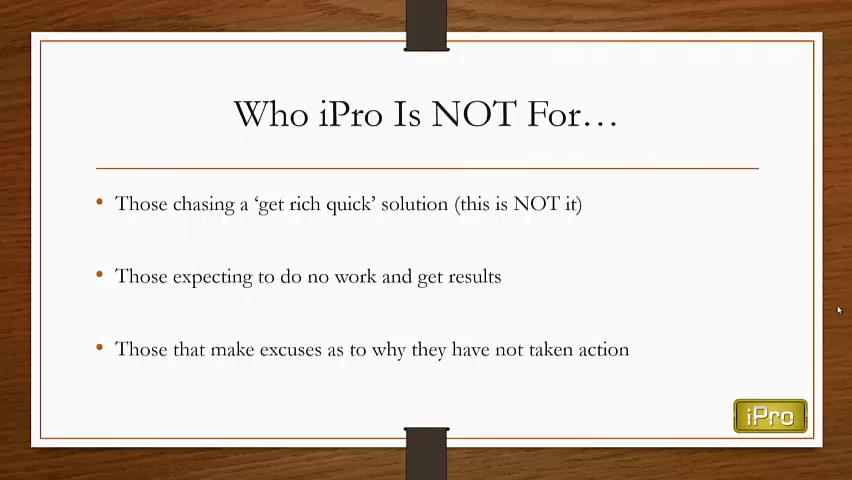 Who iPro Is NOT For…
• Those chasing a ‘get rich quick’ solution (this is NOT it)
• Those expecting to do no work and get results
• Those that make excuses as to why they have not taken action
iPro